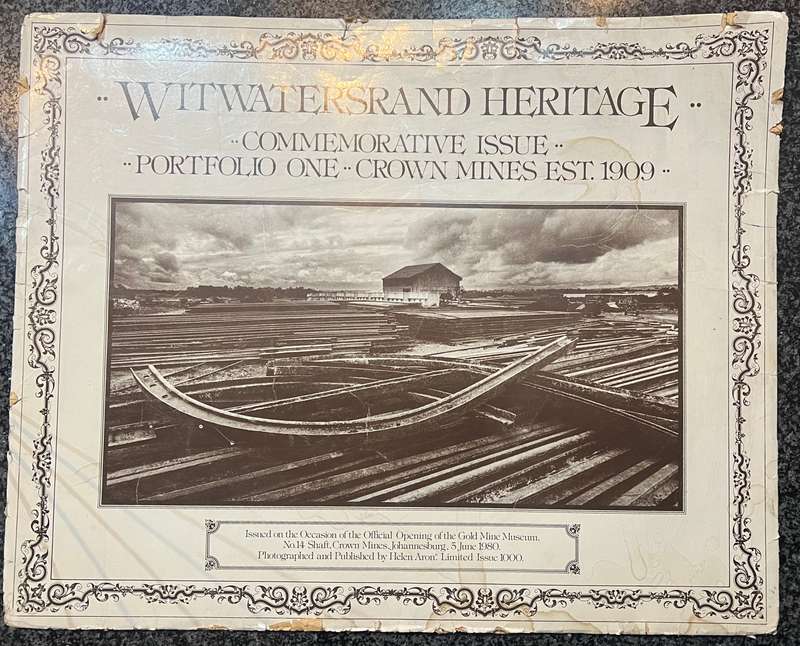 ·· WITWATERSRAND HERITAGE ··
·· COMMEMORATIVE ISSUE ··
·· PORTFOLIO ONE ·· CROWN MINES EST. 1909 ··
Issued on the Occasion of the Official Opening of the Gold Mine Museum,
No.14 Shaft, Crown Mines, Johannesburg, 5 June 1980.
Photographed and Published by Helen Aron. Limited Issue 1000.